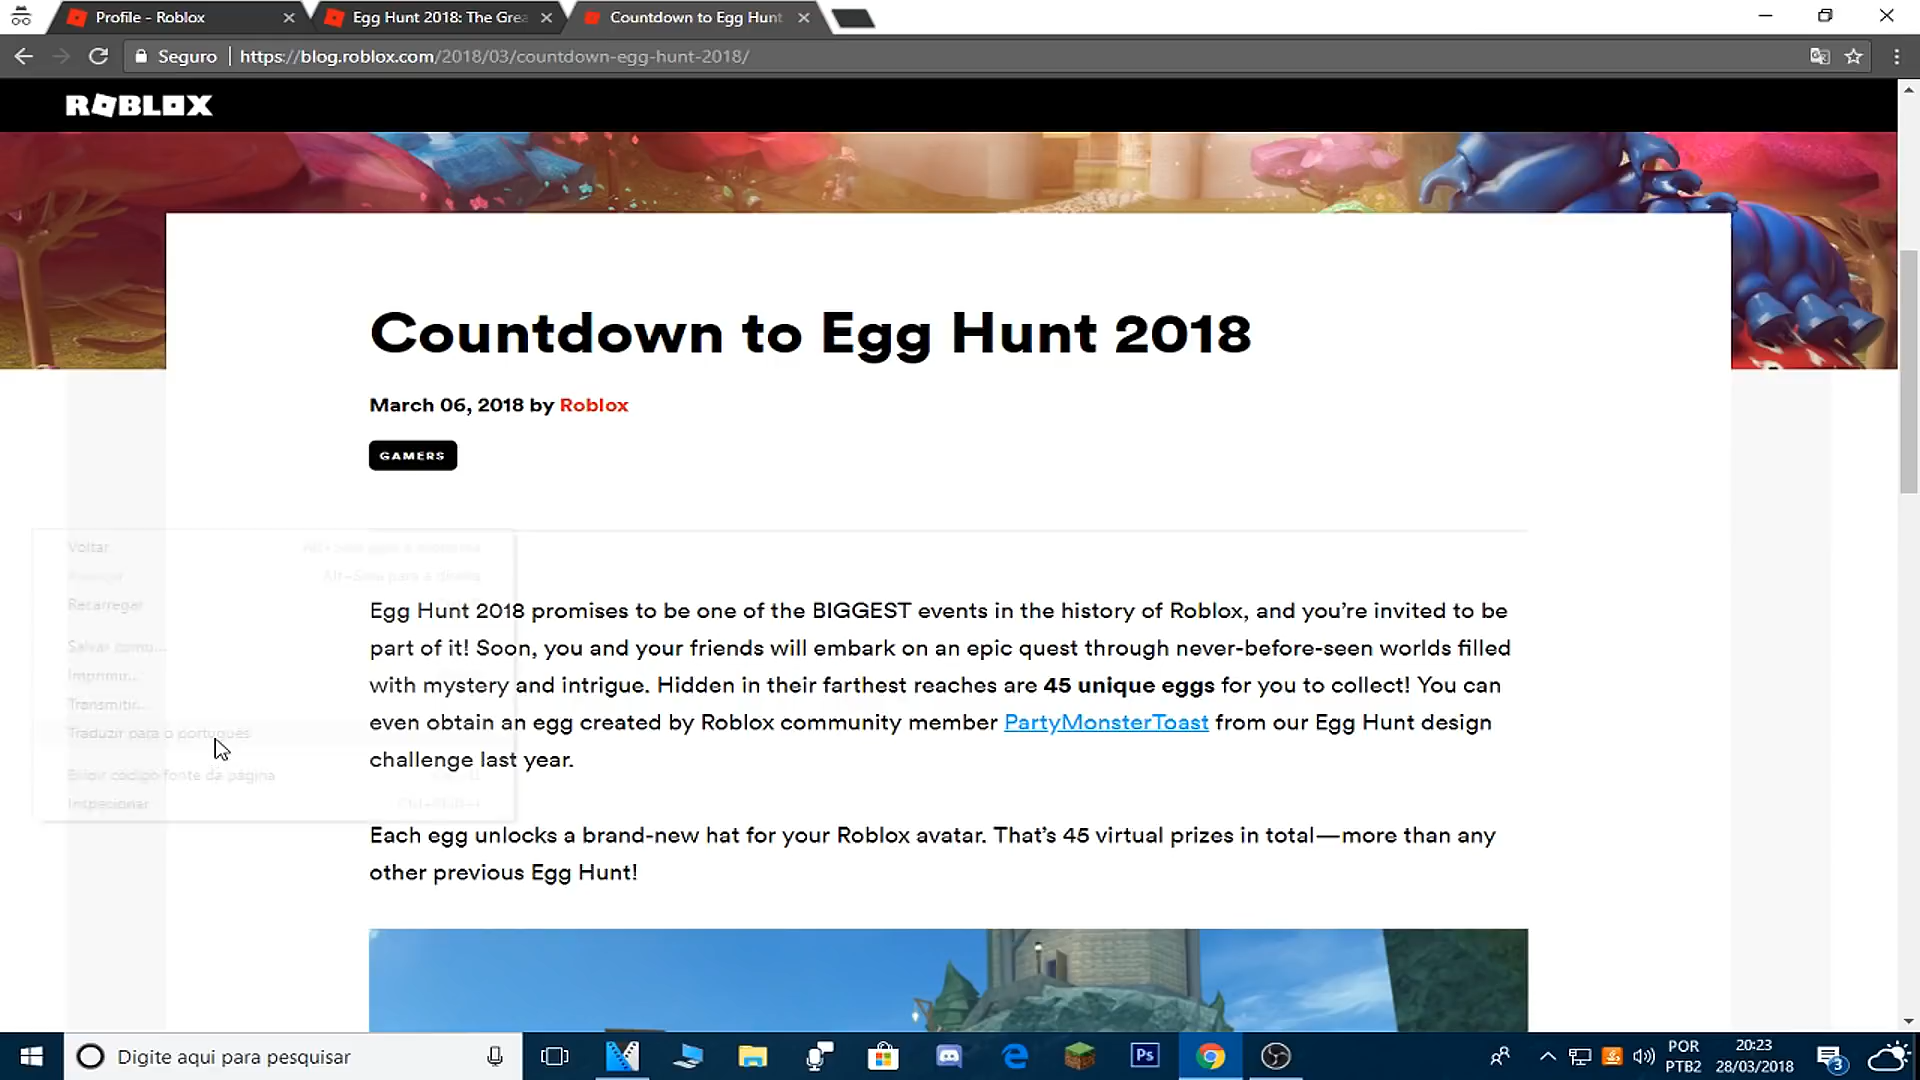 Profile - Roblox
Egg Hunt 2018: The Grea
Countdown to Egg Hunt
Seguro
https://blog.roblox.com/2018/03/countdown-egg-hunt-2018/
ROBLOX
Countdown to Egg Hunt 2018
March 06, 2018 by Roblox
GAMERS
Voltar
Recarregar
Salvar como...
Imprimir...
Transmitir...
Traduzir para o português
Exibir código fonte da página
Inspecionar
Egg Hunt 2018 promises to be one of the BIGGEST events in the history of Roblox, and you're invited to be
part of it! Soon, you and your friends will embark on an epic quest through never-before-seen worlds filled
with mystery and intrigue. Hidden in their farthest reaches are 45 unique eggs for you to collect! You can
even obtain an egg created by Roblox community member PartyMonsterToast from our Egg Hunt design
challenge last year.
Each egg unlocks a brand-new hat for your Roblox avatar. That's 45 virtual prizes in total—more than any
other previous Egg Hunt!
Digite aqui para pesquisar
Ps
POR
PTB2
20:23
28/03/2018
3